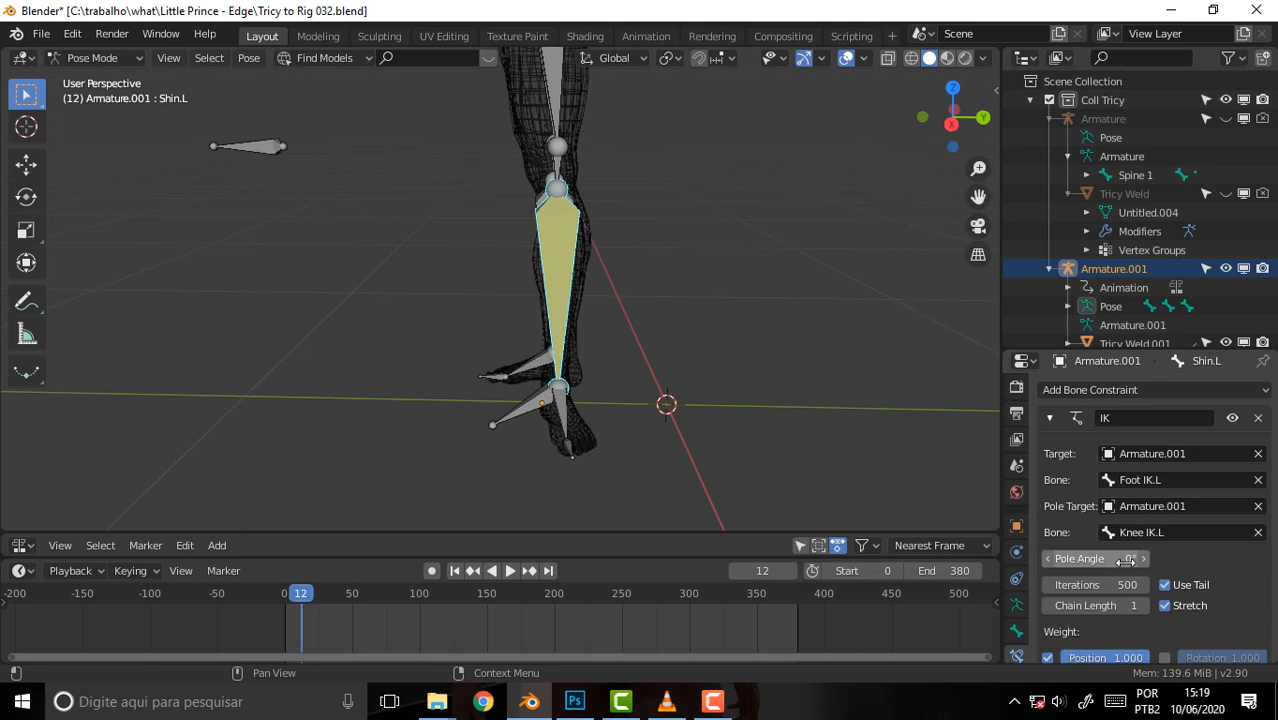 Blender* [C:\trabalho\what\Little Prince - Edge\Tricy to Rig 032.blend]
File Edit Render Window Help Layout Modeling Sculpting UV Editing Texture Paint Shading Animation Rendering Compositing Scripting Scene View Layer
Pose Mode View Select Pose Find Models Global
User Perspective
(12) Armature.001 : Shin.L
Z
Y
X
Scene Collection
Coll Tricy
Armature
Pose
Armature
Spine 1
Tricy Weld
Untitled.004
Modifiers
Vertex Groups
Armature.001
Animation
Pose
Armature.001
Tricy Weld.001
Armature.001 Shin.L
Add Bone Constraint
IK
Target: Armature.001
Bone: Foot IK.L
Pole Target: Armature.001
Bone: Knee IK.L
Pole Angle 0°
Iterations 500 Use Tail
Chain Length 1 Stretch
Weight:
Position 1.000 Rotation 1.000
View Select Marker Edit Add Nearest Frame
Playback Keying View Marker 12 Start 0 End 380
-200 -150 -100 -50 0 12 50 100 150 200 250 300 350 400 450 500
Pan View Context Menu Mem: 139.6 MiB | v2.90
Digite aqui para pesquisar
POR
PTB2
15:19
10/06/2020